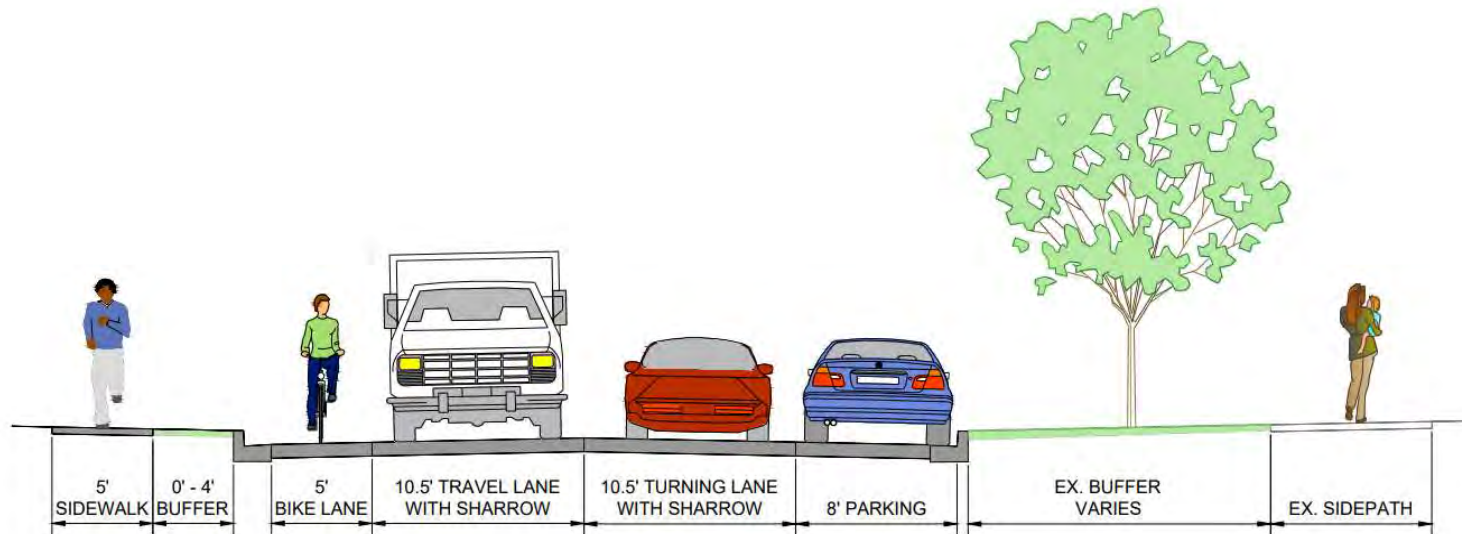 5'
SIDEWALK
0' - 4'
BUFFER
5'
BIKE LANE
10.5' TRAVEL LANE
WITH SHARROW
10.5' TURNING LANE
WITH SHARROW
8' PARKING
EX. BUFFER
VARIES
EX. SIDEPATH